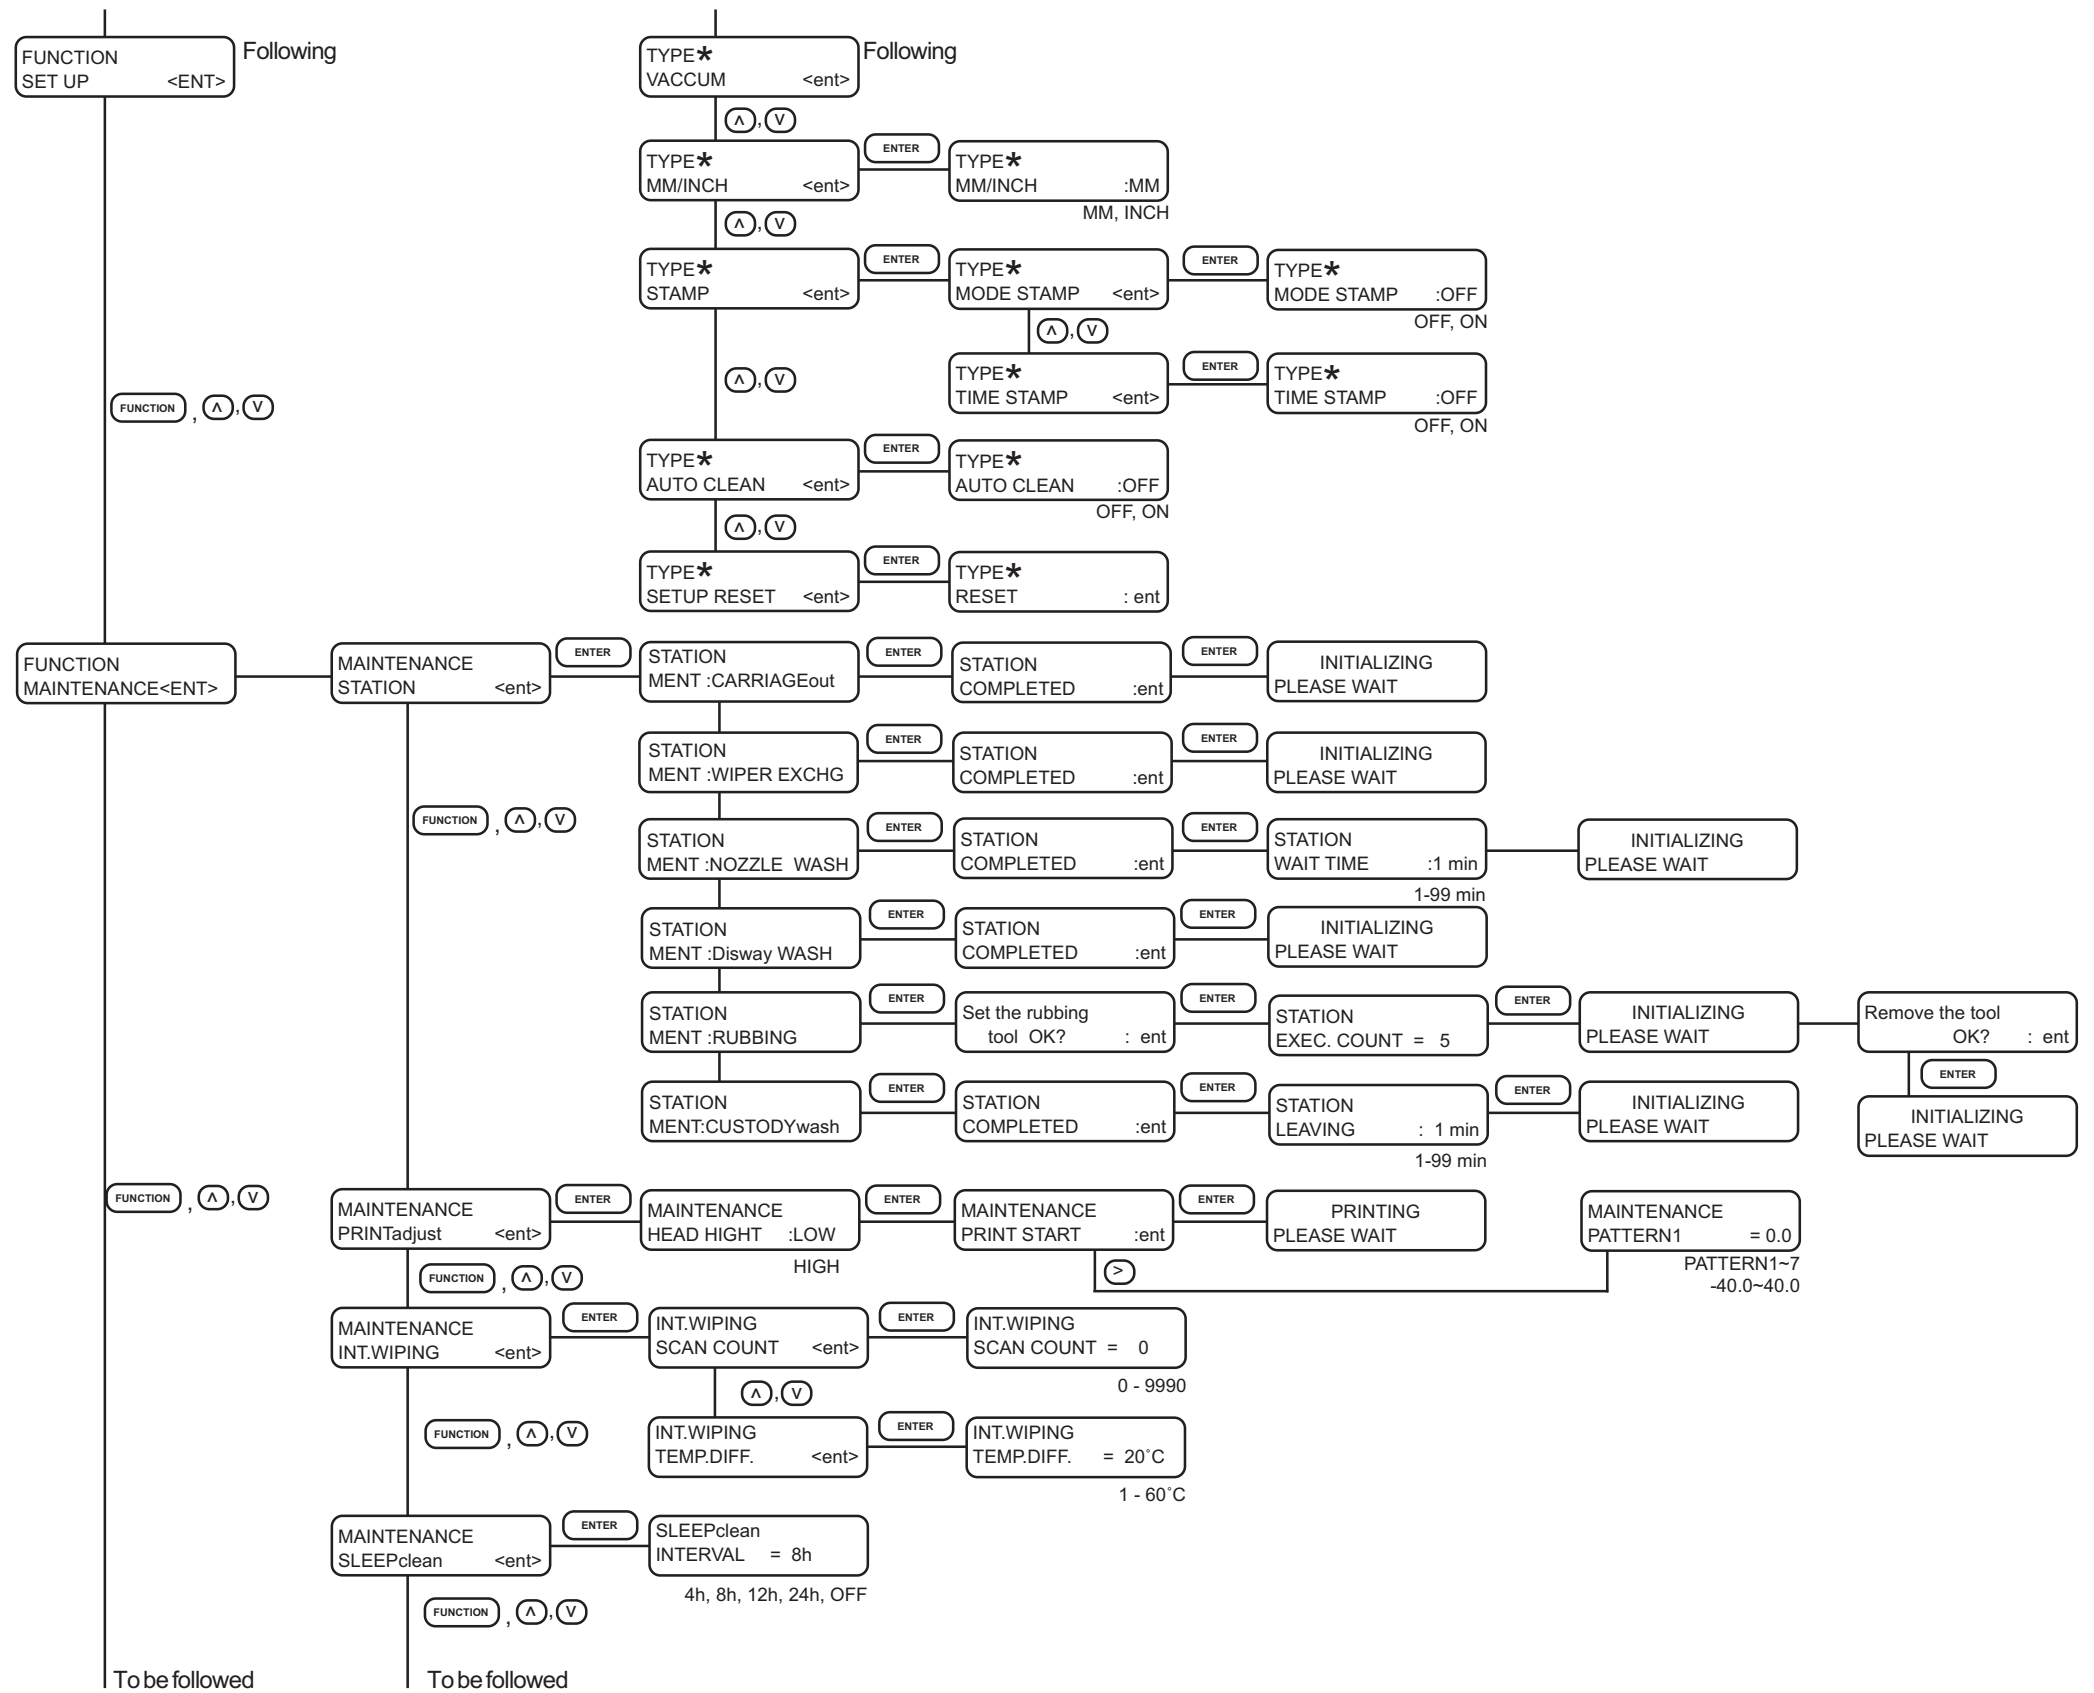 FUNCTION
SET UP <ENT>
Following
TYPE*
VACCUM <ent>
Following
^ , V
TYPE*
MM/INCH <ent>
ENTER
TYPE*
MM/INCH :MM
MM, INCH
^ , V
TYPE*
STAMP <ent>
ENTER
TYPE*
MODE STAMP <ent>
ENTER
TYPE*
MODE STAMP :OFF
OFF, ON
^ , V
TYPE*
TIME STAMP <ent>
ENTER
TYPE*
TIME STAMP :OFF
OFF, ON
^ , V
FUNCTION , ^ , V
TYPE*
AUTO CLEAN <ent>
ENTER
TYPE*
AUTO CLEAN :OFF
OFF, ON
^ , V
TYPE*
SETUP RESET <ent>
ENTER
TYPE*
RESET : ent
FUNCTION
MAINTENANCE<ENT>
MAINTENANCE
STATION <ent>
ENTER
STATION
MENT :CARRIAGEout
ENTER
STATION
COMPLETED :ent
ENTER
INITIALIZING
PLEASE WAIT
STATION
MENT :WIPER EXCHG
ENTER
STATION
COMPLETED :ent
ENTER
INITIALIZING
PLEASE WAIT
FUNCTION , ^ , V
STATION
MENT :NOZZLE WASH
ENTER
STATION
COMPLETED :ent
ENTER
STATION
WAIT TIME :1 min
1-99 min
INITIALIZING
PLEASE WAIT
STATION
MENT :Disway WASH
ENTER
STATION
COMPLETED :ent
ENTER
INITIALIZING
PLEASE WAIT
STATION
MENT :RUBBING
ENTER
Set the rubbing
tool OK? : ent
ENTER
STATION
EXEC. COUNT = 5
ENTER
INITIALIZING
PLEASE WAIT
Remove the tool
OK? : ent
ENTER
INITIALIZING
PLEASE WAIT
STATION
MENT:CUSTODYwash
ENTER
STATION
COMPLETED :ent
ENTER
STATION
LEAVING : 1 min
1-99 min
ENTER
INITIALIZING
PLEASE WAIT
FUNCTION , ^ , V
MAINTENANCE
PRINTadjust <ent>
ENTER
MAINTENANCE
HEAD HIGHT :LOW
HIGH
ENTER
MAINTENANCE
PRINT START :ent
ENTER
PRINTING
PLEASE WAIT
>
MAINTENANCE
PATTERN1 = 0.0
PATTERN1~7
-40.0~40.0
FUNCTION , ^ , V
MAINTENANCE
INT.WIPING <ent>
ENTER
INT.WIPING
SCAN COUNT <ent>
ENTER
INT.WIPING
SCAN COUNT = 0
0 - 9990
^ , V
INT.WIPING
TEMP.DIFF. <ent>
ENTER
INT.WIPING
TEMP.DIFF. = 20˚C
1 - 60˚C
FUNCTION , ^ , V
MAINTENANCE
SLEEPclean <ent>
ENTER
SLEEPclean
INTERVAL = 8h
4h, 8h, 12h, 24h, OFF
FUNCTION , ^ , V
To be followed
To be followed